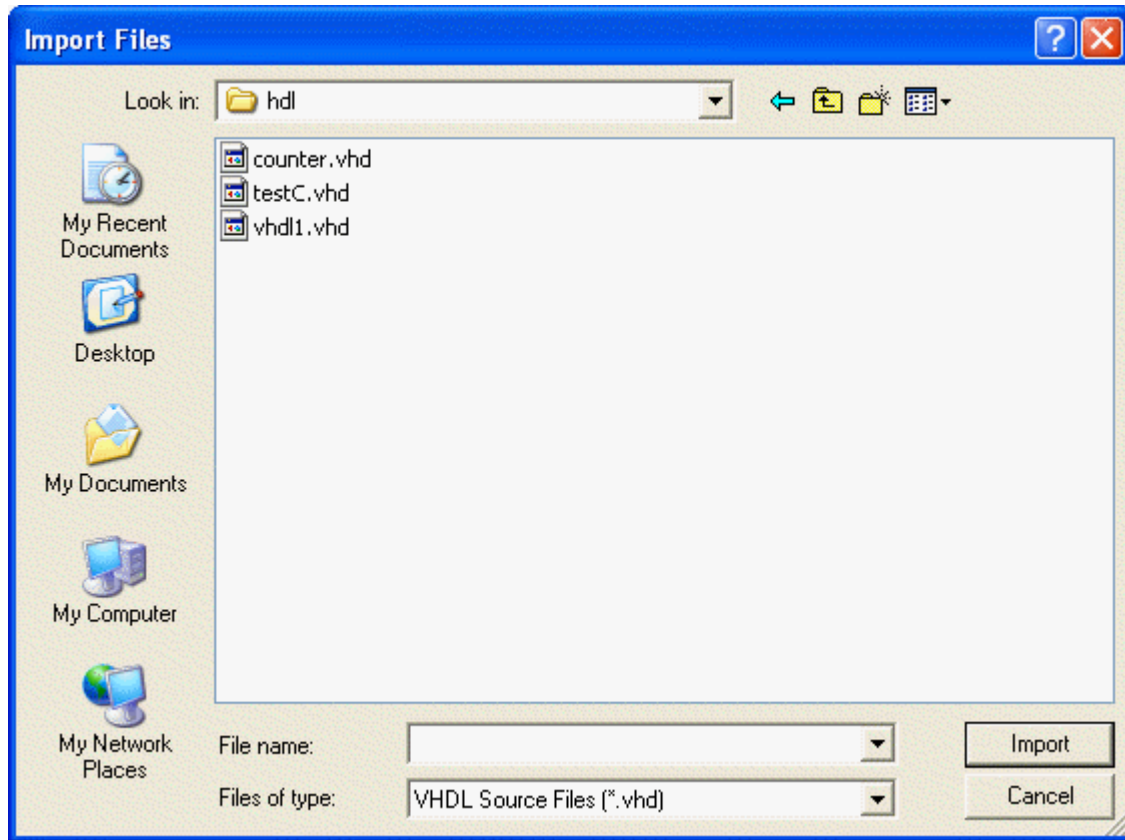 Import Files
Look in:
hdl
counter.vhd
testC.vhd
vhdl1.vhd
My Recent
Documents
Desktop
My Documents
My Computer
My Network
Places
File name:
Import
Files of type:
VHDL Source Files (*.vhd)
Cancel